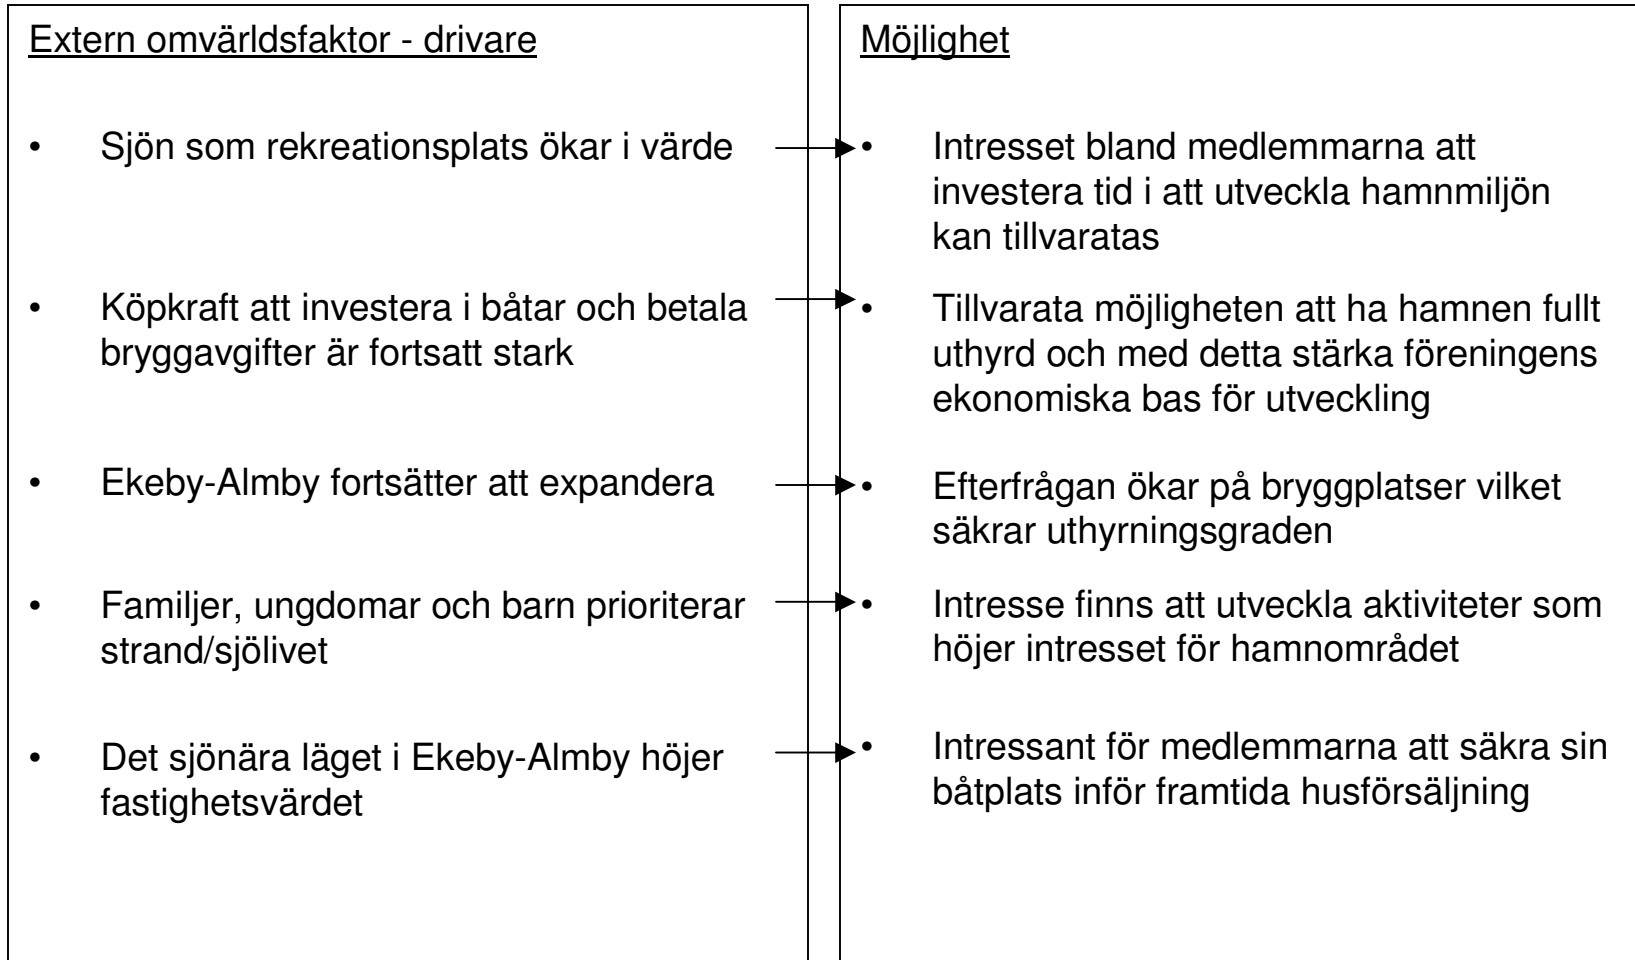 Extern omvärldsfaktor - drivare
• Sjön som rekreationsplats ökar i värde
• Köpkraft att investera i båtar och betala
bryggavgifter är fortsatt stark
• Ekeby-Almby fortsätter att expandera
• Familjer, ungdomar och barn prioriterar
strand/sjölivet
• Det sjönära läget i Ekeby-Almby höjer
fastighetsvärdet
Möjlighet
• Intresset bland medlemmarna att
investera tid i att utveckla hamnmiljön
kan tillvaratas
• Tillvarata möjligheten att ha hamnen fullt
uthyrd och med detta stärka föreningens
ekonomiska bas för utveckling
• Efterfrågan ökar på bryggplatser vilket
säkrar uthyrningsgraden
• Intresse finns att utveckla aktiviteter som
höjer intresset för hamnområdet
• Intressant för medlemmarna att säkra sin
båtplats inför framtida husförsäljning